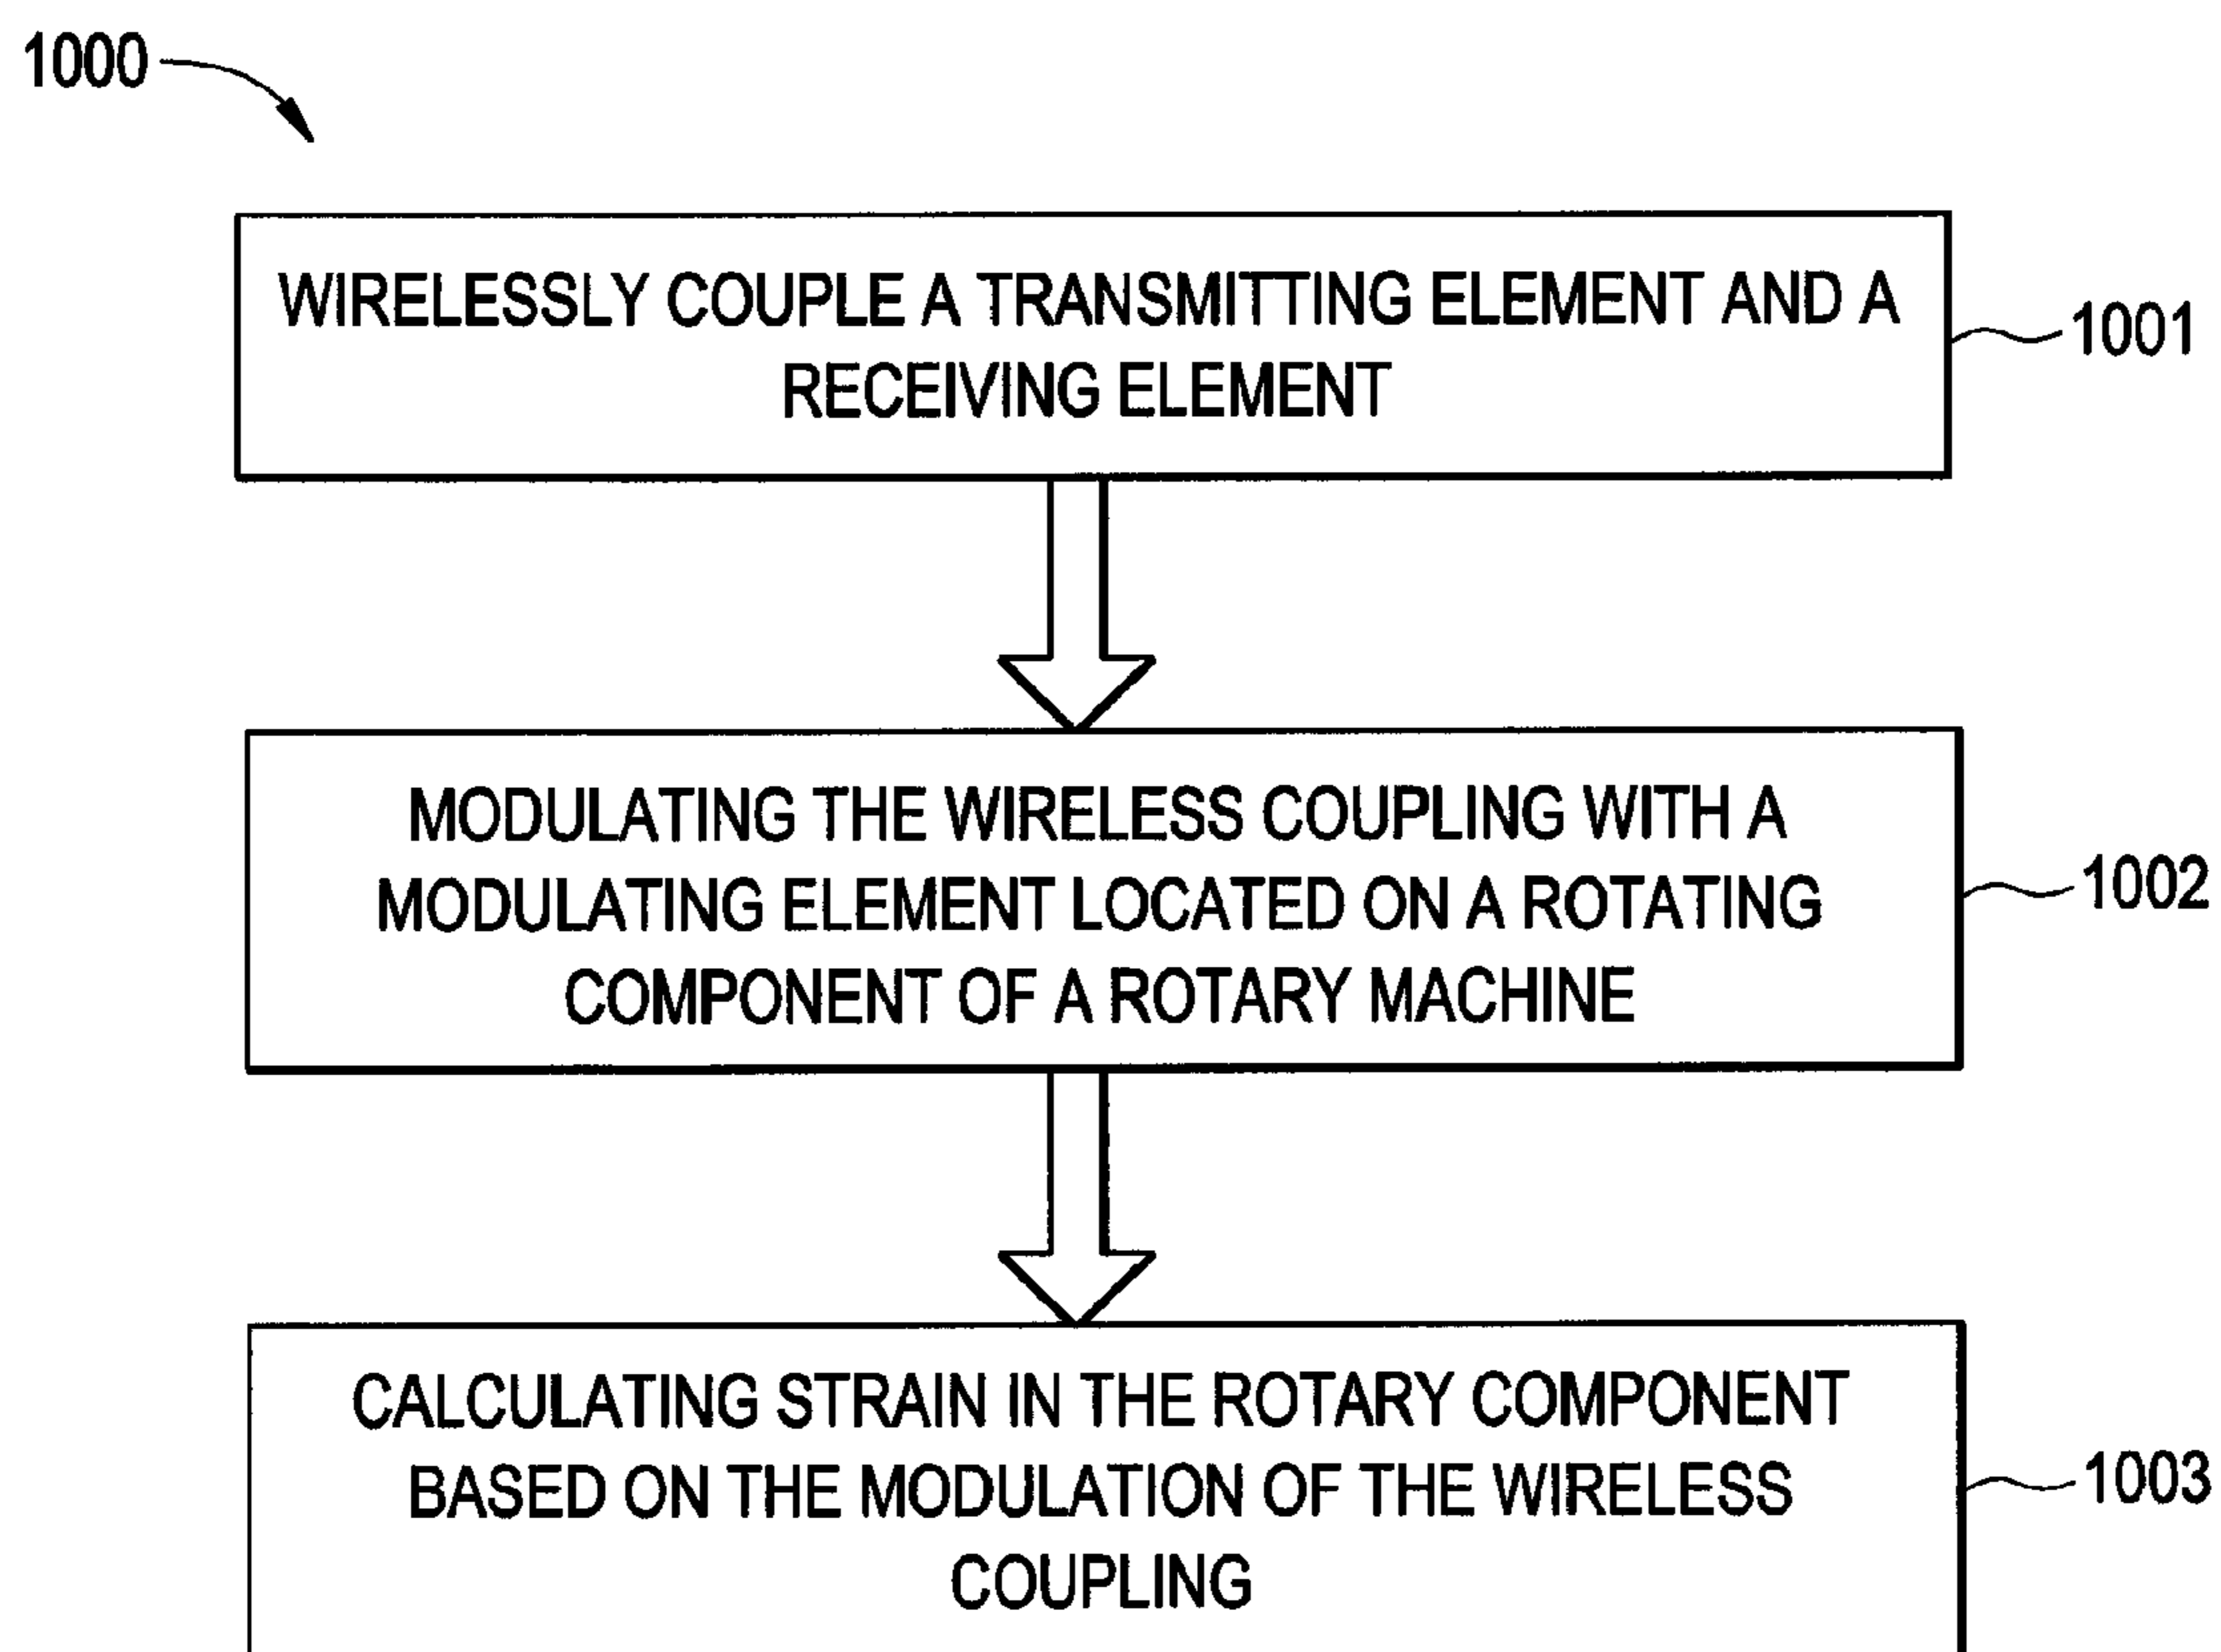 1000
WIRELESSLY COUPLE A TRANSMITTING ELEMENT AND A
RECEIVING ELEMENT
1001
MODULATING THE WIRELESS COUPLING WITH A
MODULATING ELEMENT LOCATED ON A ROTATING
COMPONENT OF A ROTARY MACHINE
1002
CALCULATING STRAIN IN THE ROTARY COMPONENT
BASED ON THE MODULATION OF THE WIRELESS
COUPLING
1003